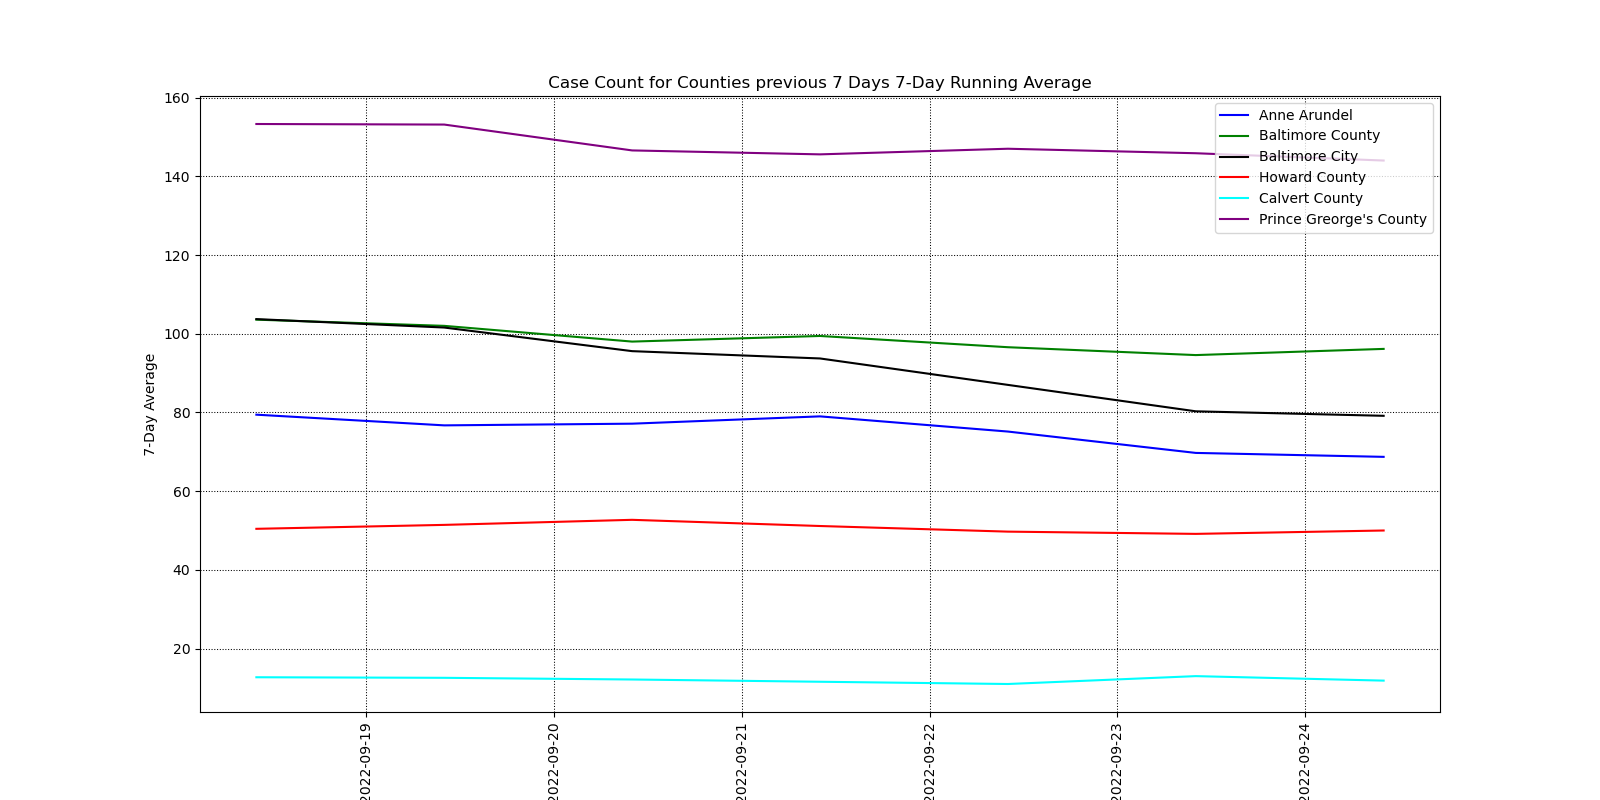 Case Count for Counties previous 7 Days 7-Day Running Average
160
140
120
100
80
60
40
20
7-Day Average
Anne Arundel
Baltimore County
Baltimore City
Howard County
Calvert County
Prince Greorge's County
2022-09-19
2022-09-20
2022-09-21
2022-09-22
2022-09-23
2022-09-24